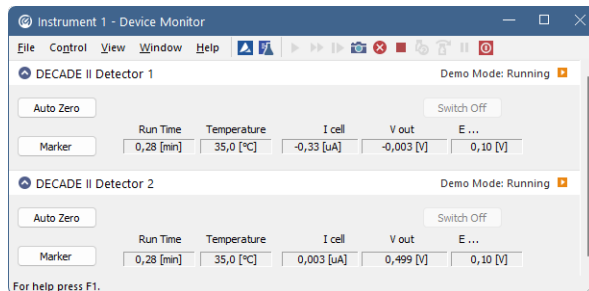 Instrument 1 - Device Monitor
File Control View Window Help
DECADE II Detector 1 Demo Mode: Running
Auto Zero Switch Off
Run Time Temperature I cell V out E ...
Marker 0,28 [min] 35,0 [°C] -0,33 [uA] -0,003 [V] 0,10 [V]
DECADE II Detector 2 Demo Mode: Running
Auto Zero Switch Off
Run Time Temperature I cell V out E ...
Marker 0,28 [min] 35,0 [°C] 0,003 [uA] 0,499 [V] 0,10 [V]
For help press F1.